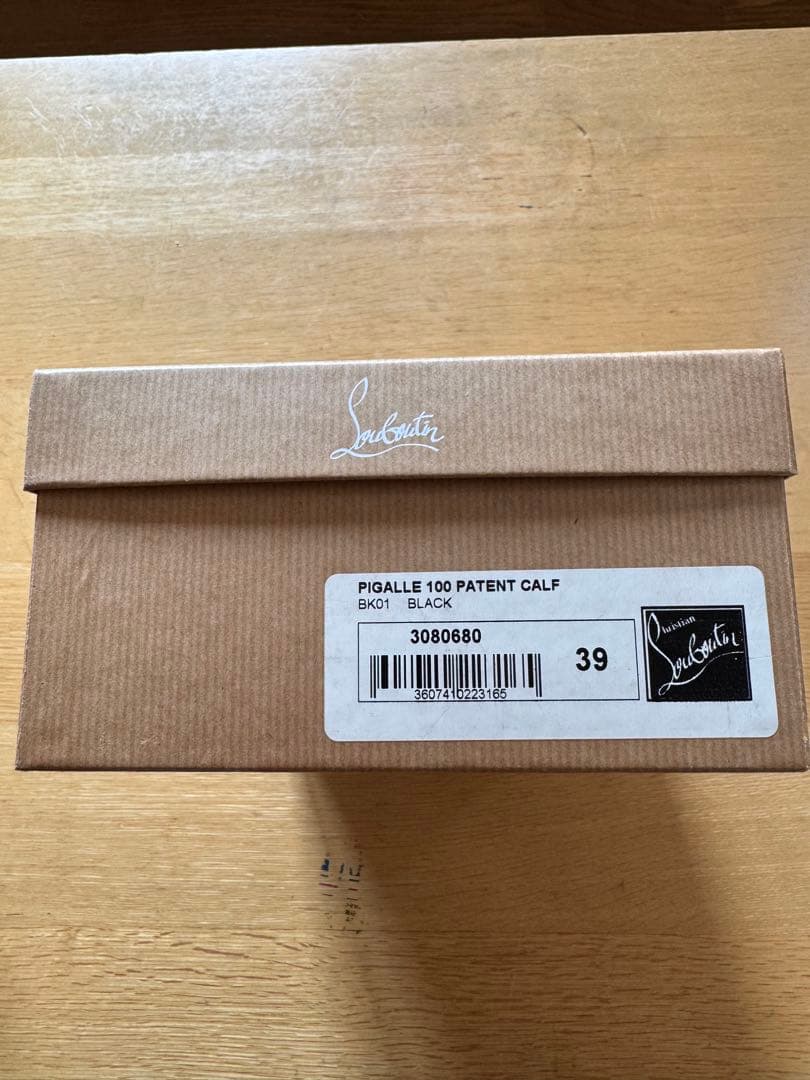 Louboutin
PIGALLE 100 PATENT CALF
BK01 BLACK
3080680
39
3607410223165
Christian
Louboutin